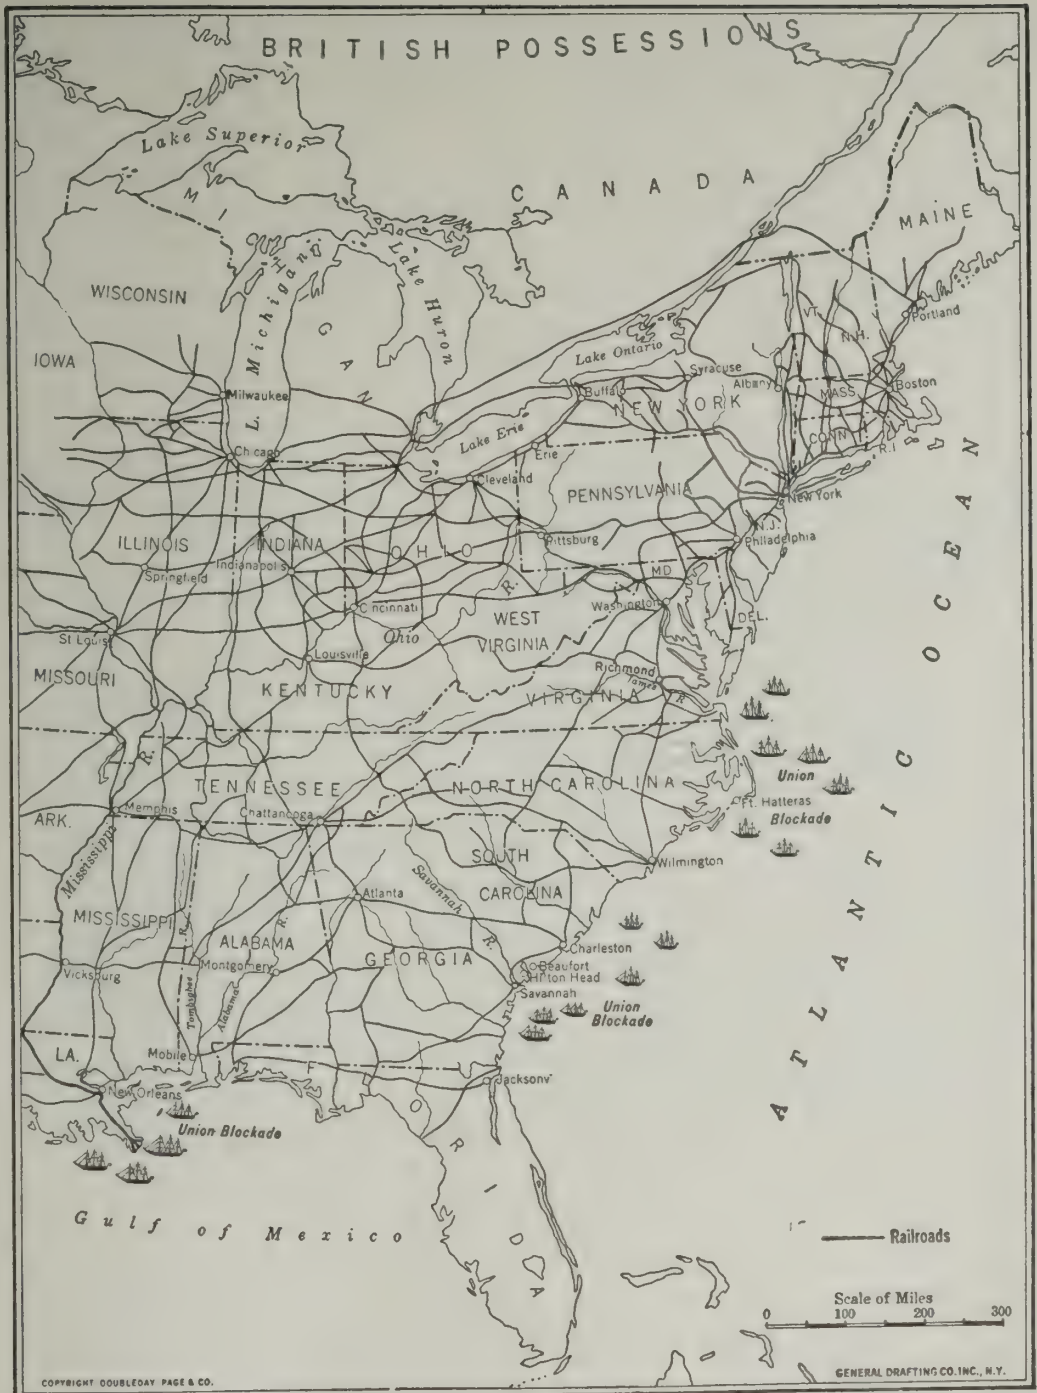 BRITISH POSSESSIONS
Lake Superior
CANADA
MAINE
MICHIGAN
L. Michigan
Lake Huron
WISCONSIN
VT.
N.H.
Portland
IOWA
Lake Ontario
Syracuse
Albany
MASS.
Boston
Milwaukee
Buffalo
NEW YORK
CONN.
R.I
Lake Erie
Chicago
Erie
Cleveland
PENNSYLVANIA
New York
N.J.
ILLINOIS
INDIANA
OHIO
Pittsburg
Philadelphia
Springfield
Indianapolis
MD.
R.
Cincinnati
Washington
DEL.
WEST
VIRGINIA
Ohio
St Louis
Louisville
MISSOURI
KENTUCKY
Richmond
James
R.
VIRGINIA
R.
TENNESSEE
NORTH CAROLINA
Union
Blockade
Ft. Hatteras
ARK.
Memphis
Chattanooga
Mississippi
SOUTH
CAROLINA
Wilmington
Atlanta
Savannah
R.
MISSISSIPPI
R.
ALABAMA
R.
GEORGIA
Charleston
Vicksburg
Montgomery
Beaufort
Hilton Head
Savannah
Union
Blockade
Tombigbee
Alabama
LA.
Mobile
Jacksonv
New Orleans
FLORIDA
Union Blockade
ATLANTIC OCEAN
Gulf of Mexico
Railroads
Scale of Miles
0 100 200 300
COPYRIGHT DOUBLEDAY PAGE & CO.
GENERAL DRAFTING CO. INC., N.Y.